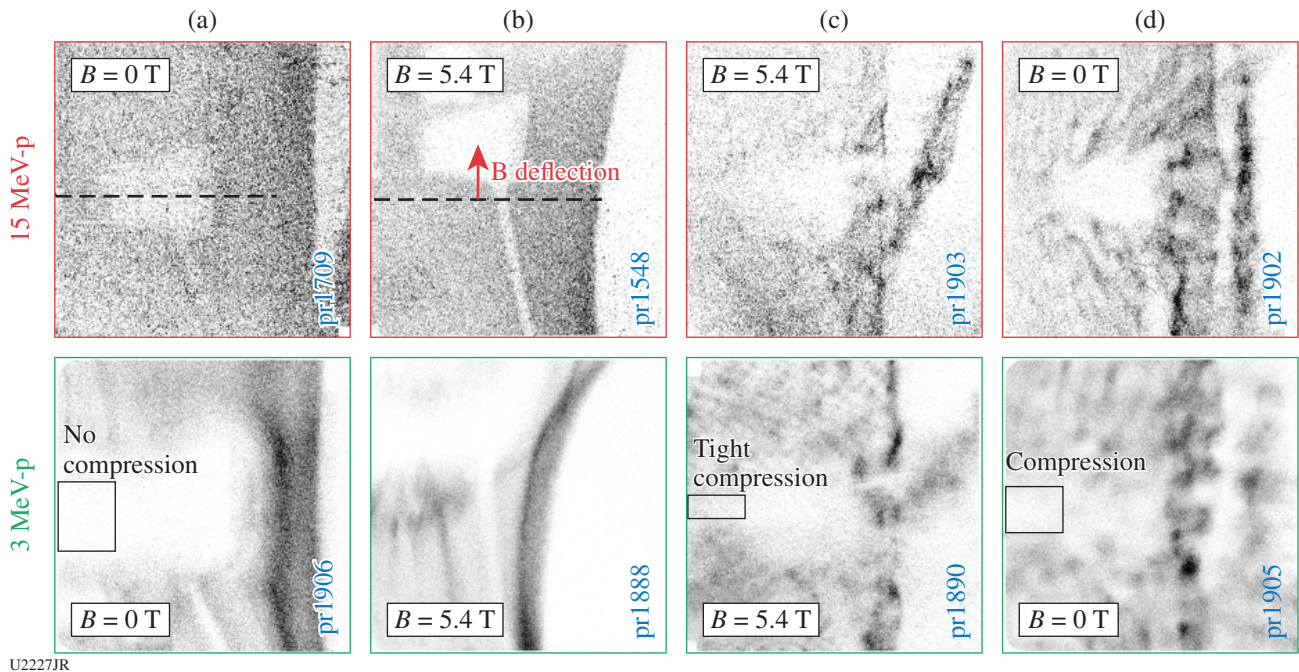 (a)
(b)
(c)
(d)
15 MeV-p
B = 0 T
B = 5.4 T
B = 5.4 T
B = 0 T
B deflection
pr1709
pr1548
pr1903
pr1902
3 MeV-p
No
compression
Tight
compression
Compression
pr1906
pr1888
pr1890
pr1905
B = 0 T
B = 5.4 T
B = 5.4 T
B = 0 T
U2227JR